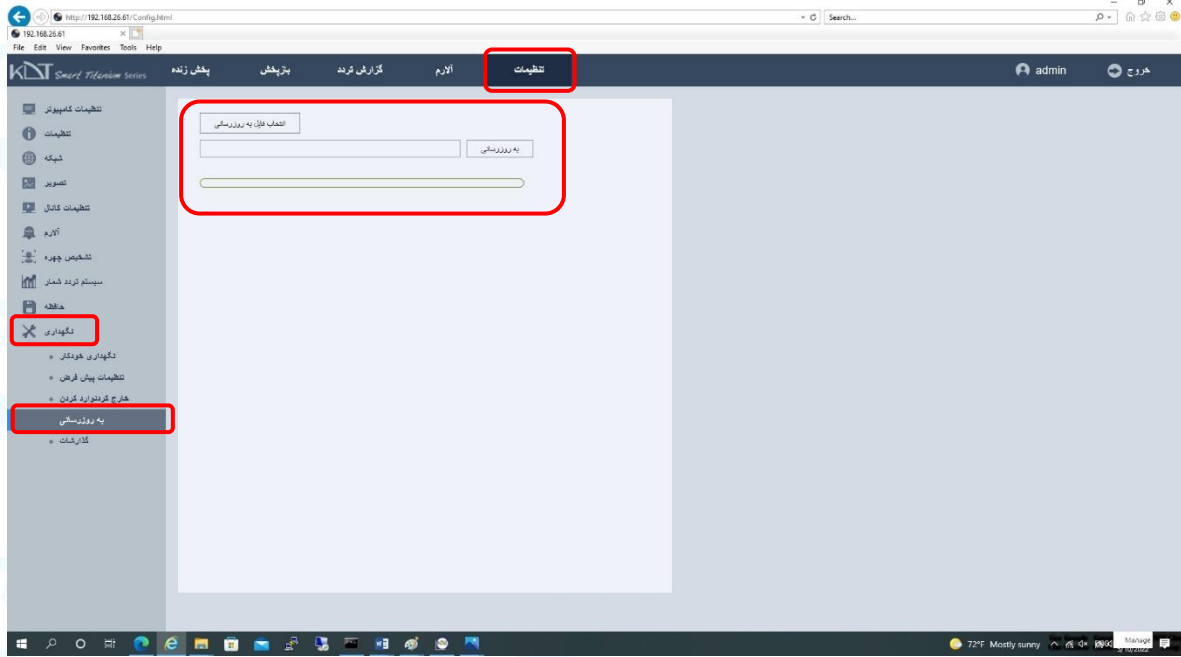 http://192.168.26.61/Config.html
Search...
192.168.26.61
File Edit View Favorites Tools Help
KDT Smart Titanium Series
پخش زنده
بازپخش
گزارش تردد
آلارم
تنظیمات
admin
خروج
تنظیمات کامپیوتر
تنظیمات
شبکه
تصویر
تنظیمات کانال
آلارم
تشخیص چهره
سیستم تردد شمار
حافظه
نگهداری
نگهداری خودکار
تنظیمات پیش فرض
خارج کردنوارد کردن
به روزرسانی
گذارشات
انتخاب فایل به روزرسانی
به روزرسانی
72°F Mostly sunny
Manage